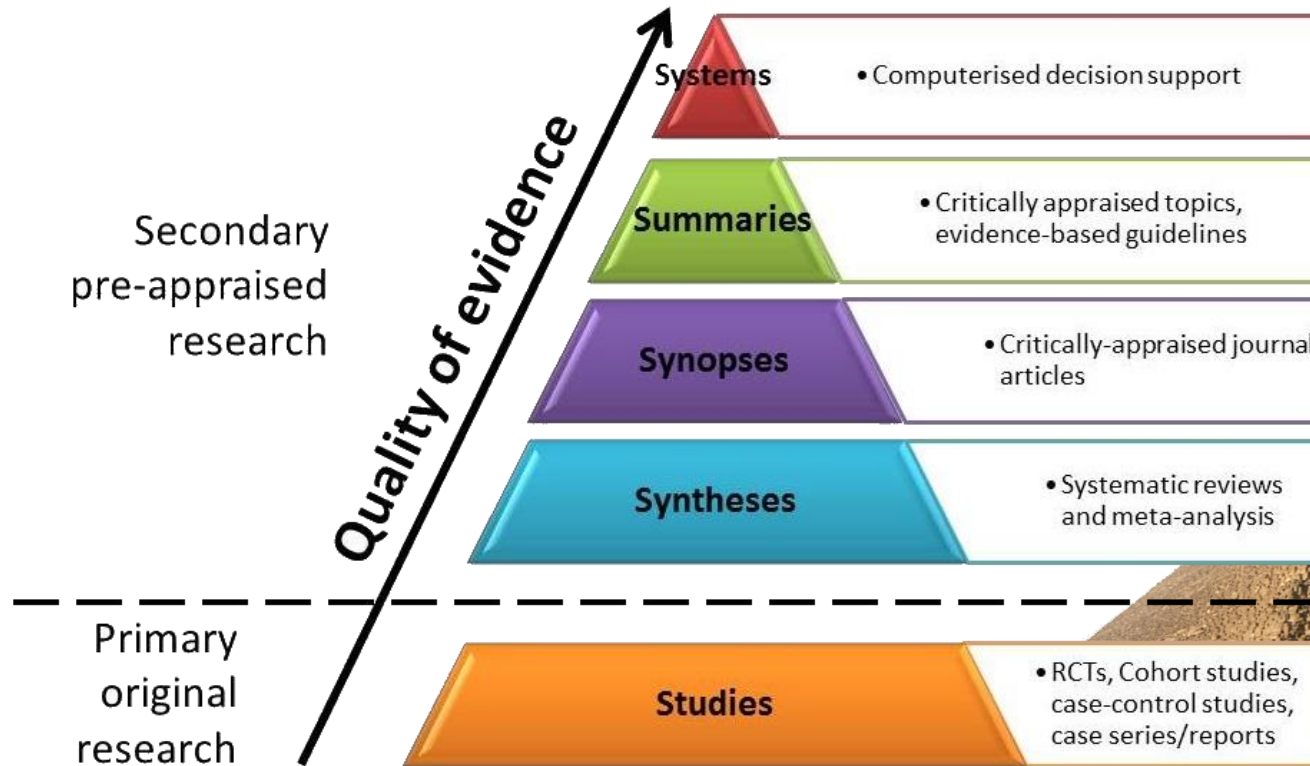 Systems
• Computerised decision support
Quality of evidence
Secondary
pre-appraised
research
Summaries
• Critically appraised topics,
evidence-based guidelines
Synopses
• Critically-appraised journal
articles
Syntheses
• Systematic reviews
and meta-analysis
Primary
original
research
Studies
• RCTs, Cohort studies,
case-control studies,
case series/reports